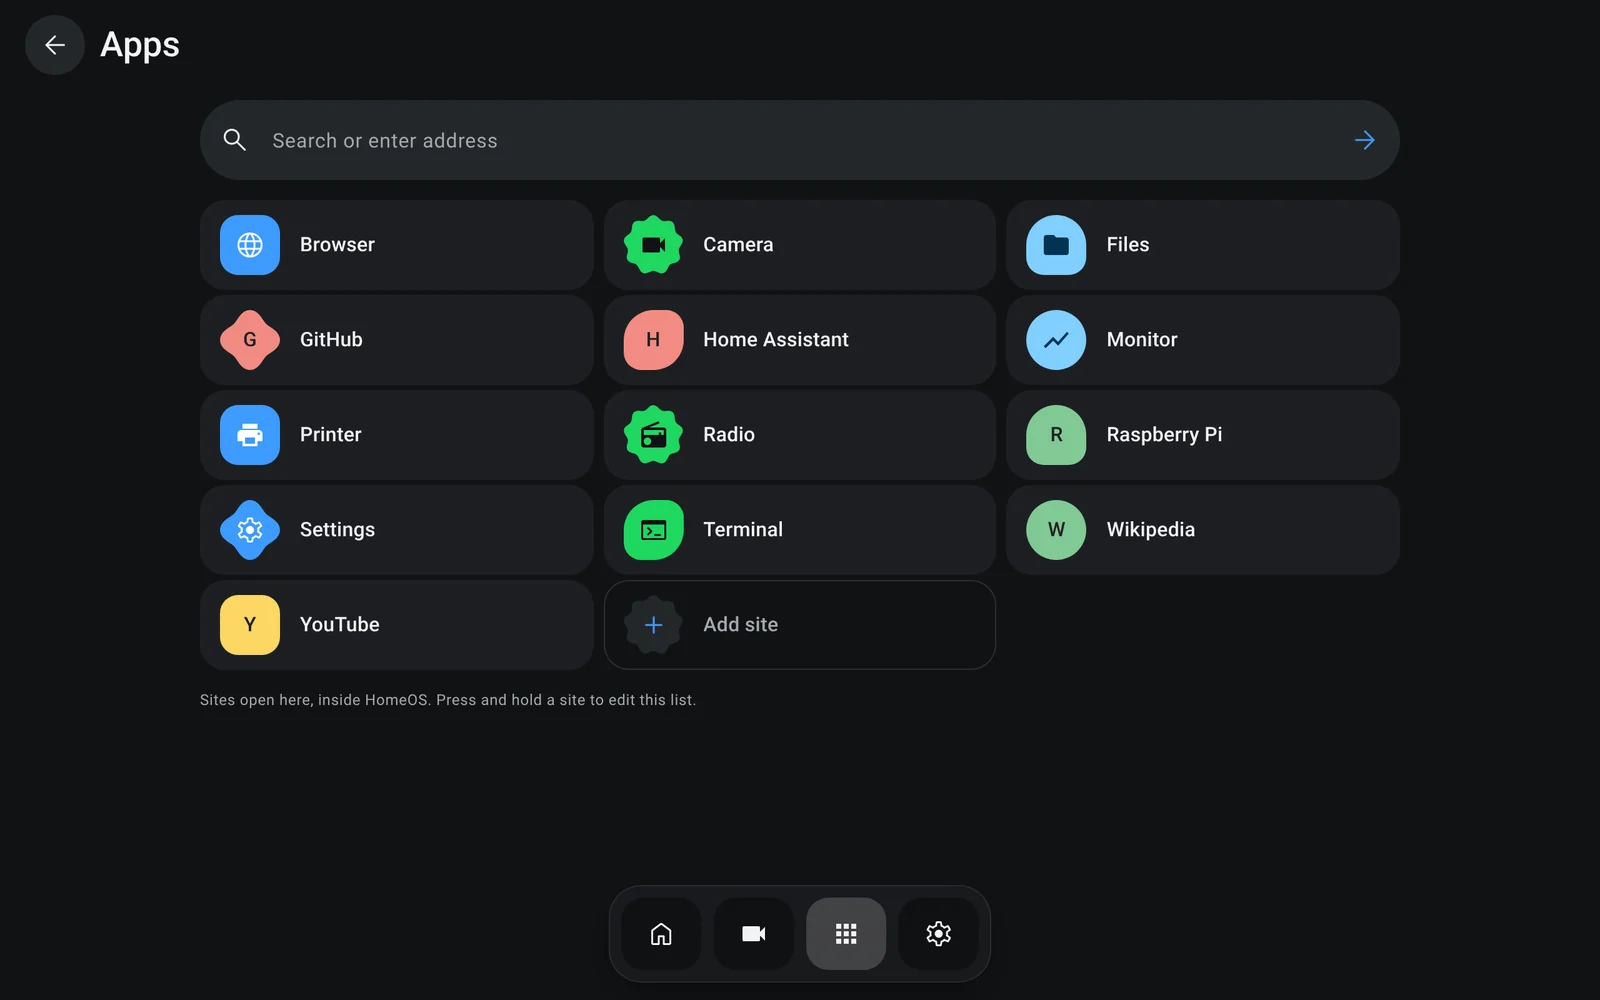 Apps
Search or enter address
Browser
Camera
Files
G GitHub
H Home Assistant
Monitor
Printer
Radio
R Raspberry Pi
Settings
Terminal
W Wikipedia
Y YouTube
Add site
Sites open here, inside HomeOS. Press and hold a site to edit this list.